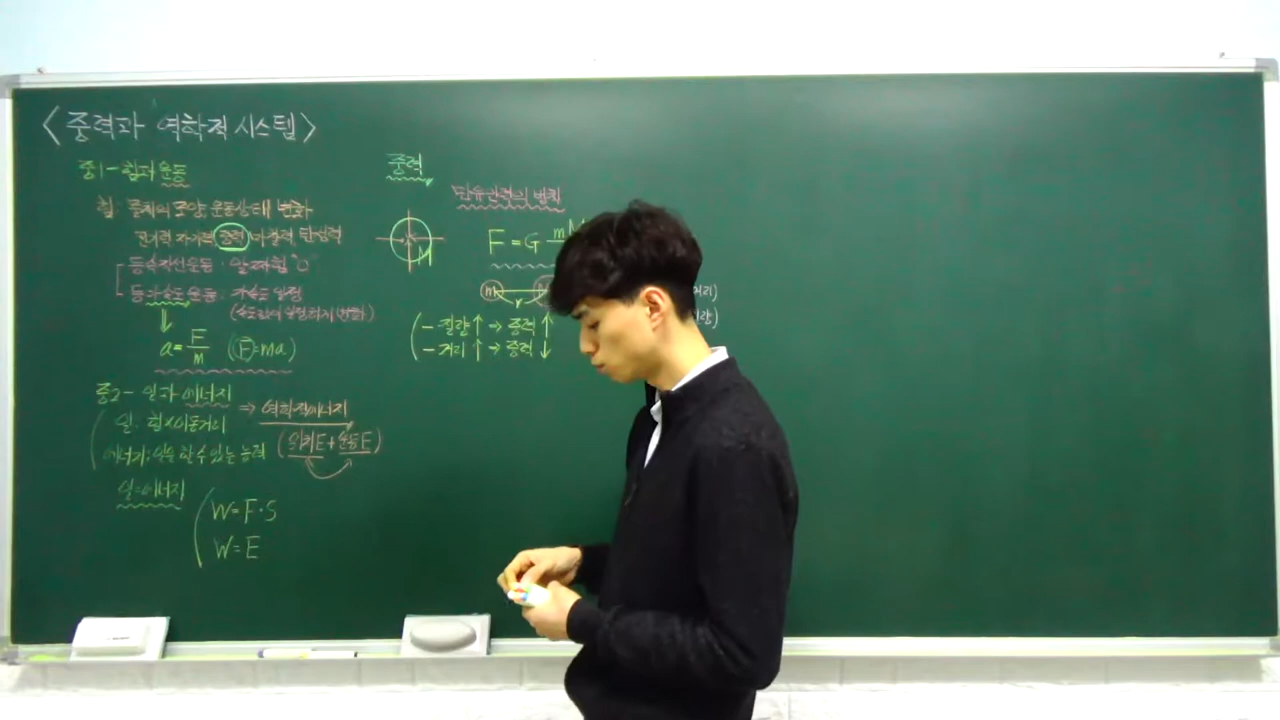 <중력과 역학적 시스템>
중1 - 힘과 운동
힘: 물체의 모양, 운동상태 변화
전기력 자기력 중력 마찰력 탄성력
등속직선운동 : 알짜힘 "0"
등가속도 운동 : 가속도 일정
(속도가 일정하게 변화)
a = F/m (F=ma)
중2 - 일과 에너지
⇒ 역학적에너지
일: 힘×이동거리
(위치E+운동E)
에너지: 일을 할 수 있는 능력
일=에너지
W=F·S
W=E
중력
만유인력의 법칙
M
F=G m
m
- 질량↑ → 중력↑
- 거리↑ → 중력↓